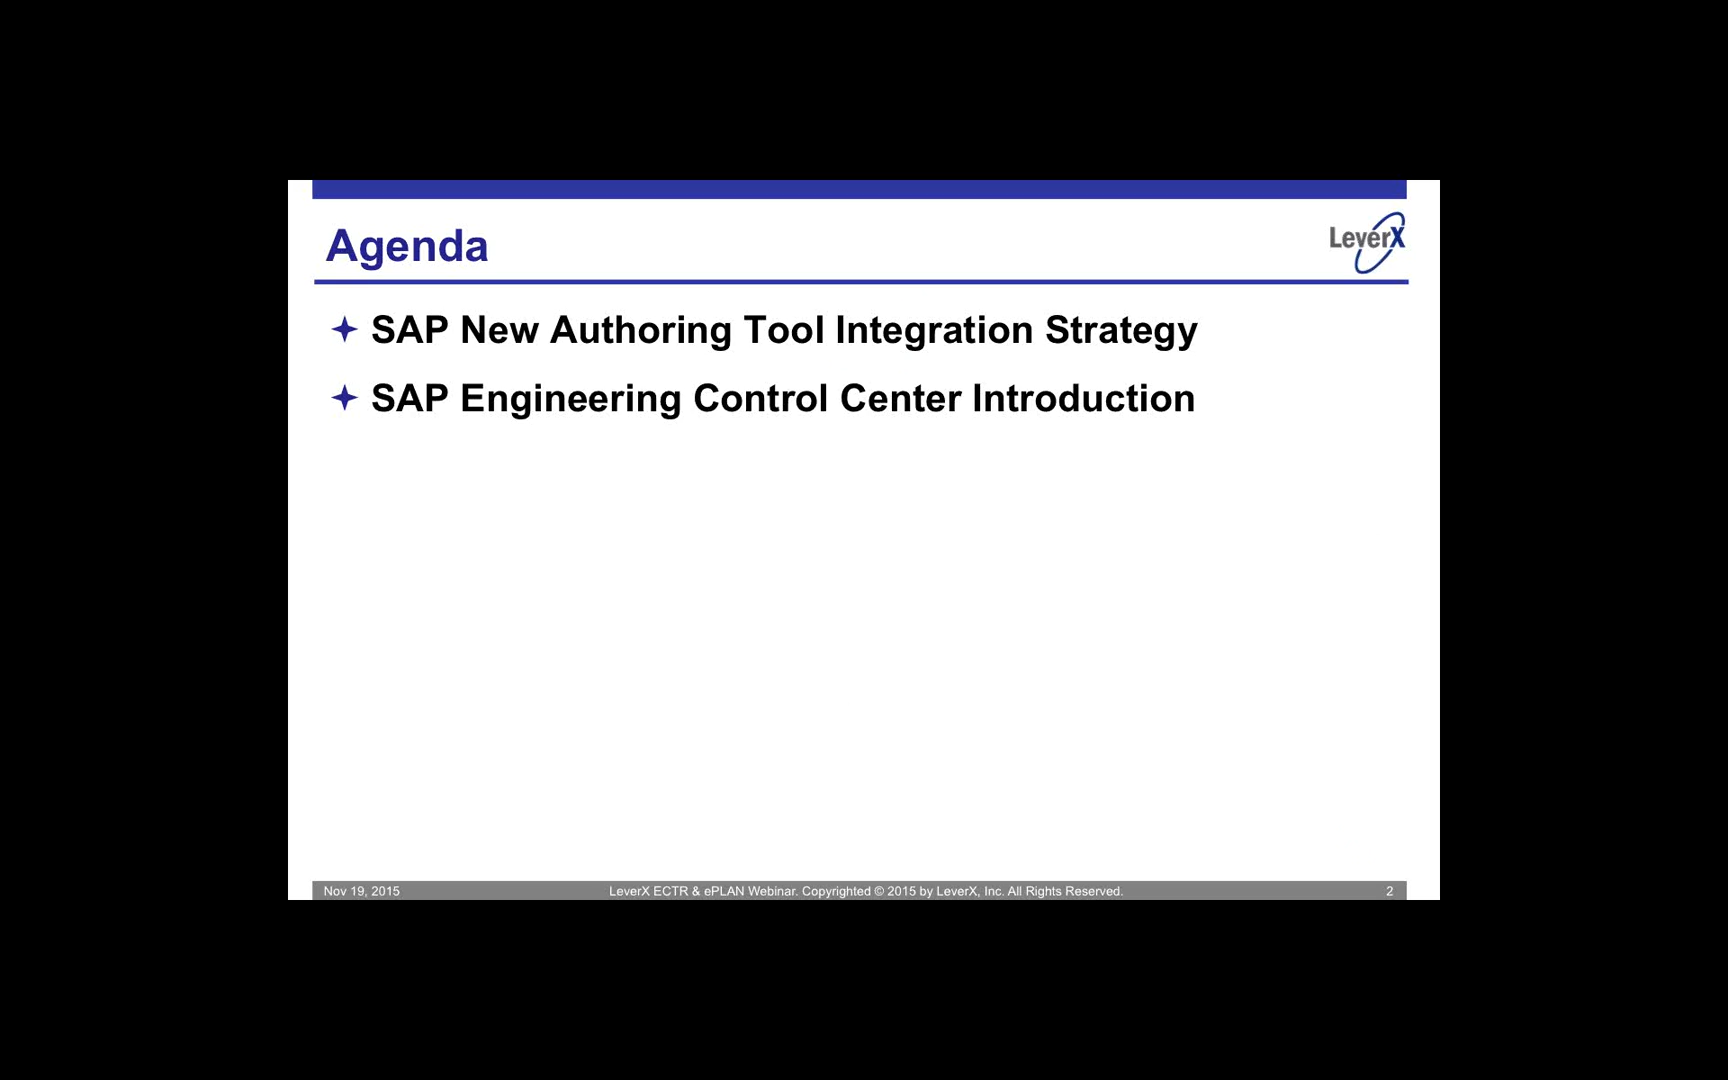 Agenda
LeverX
SAP New Authoring Tool Integration Strategy
SAP Engineering Control Center Introduction
Nov 19, 2015
LeverX ECTR & ePLAN Webinar. Copyrighted © 2015 by LeverX, Inc. All Rights Reserved.
2